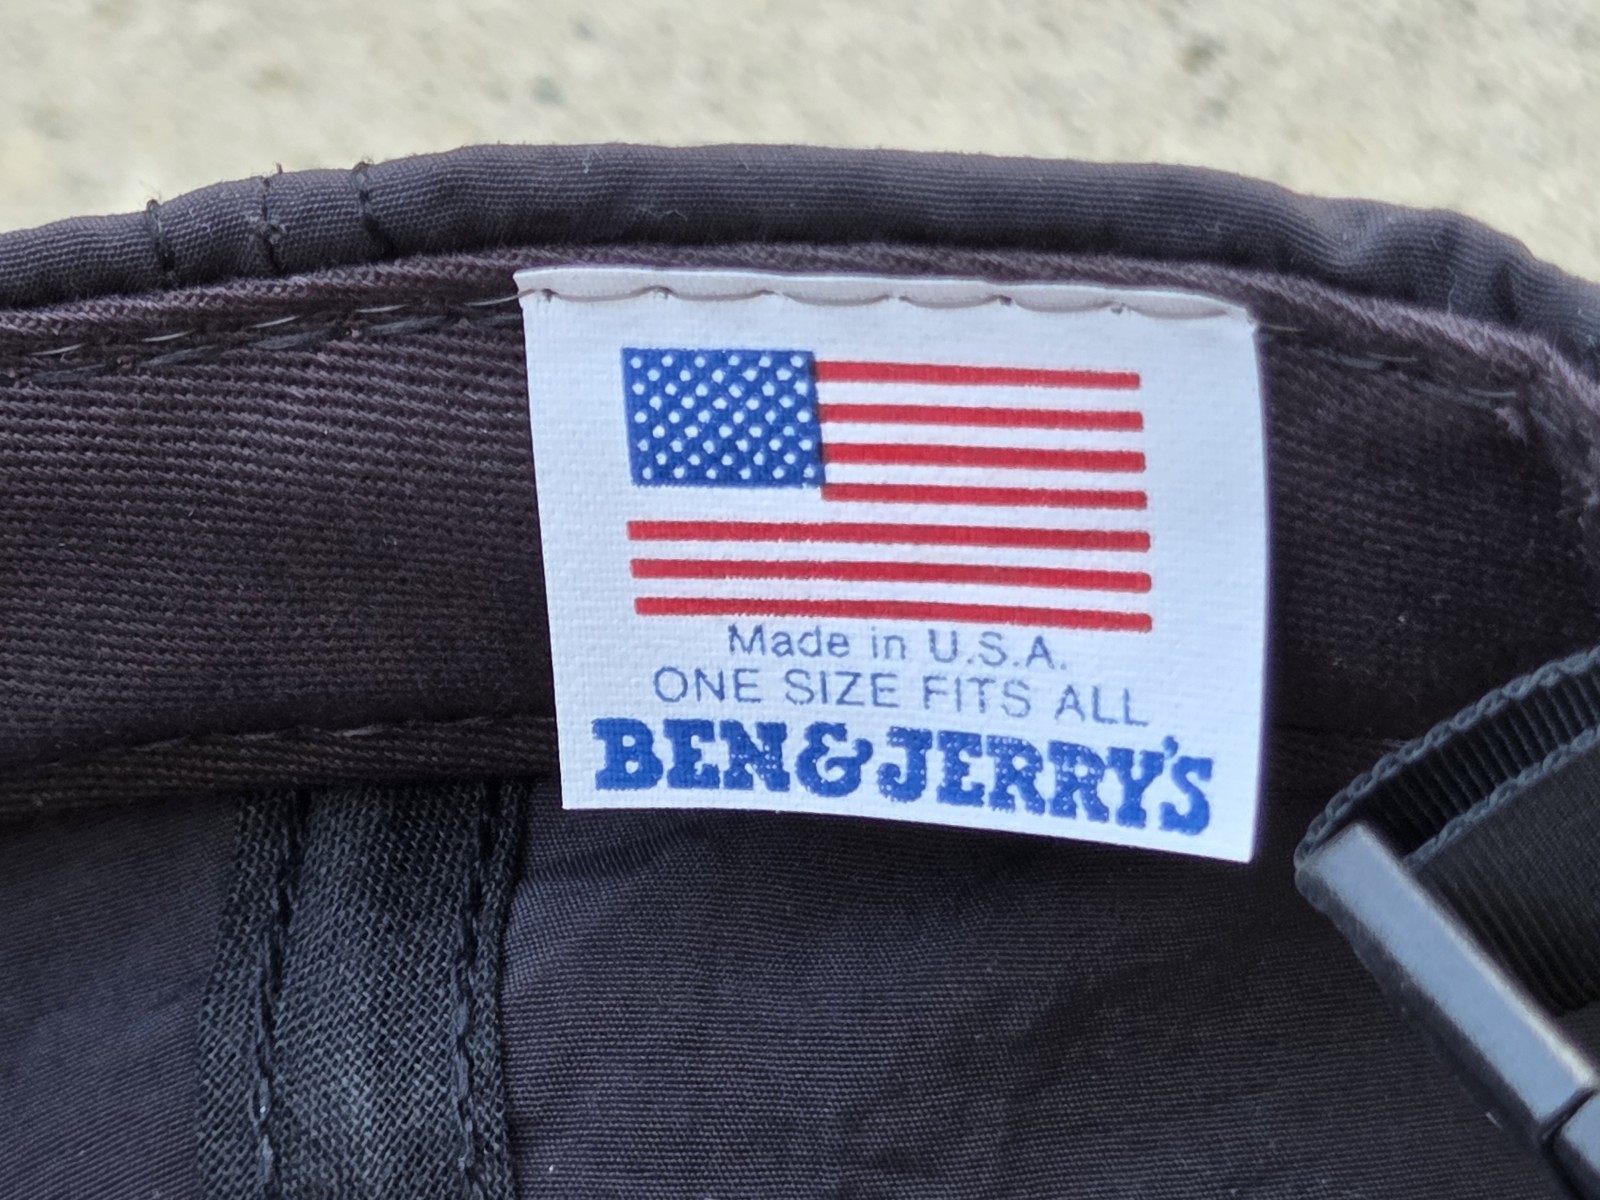 Made in U.S.A.
ONE SIZE FITS ALL
BEN&JERRY'S